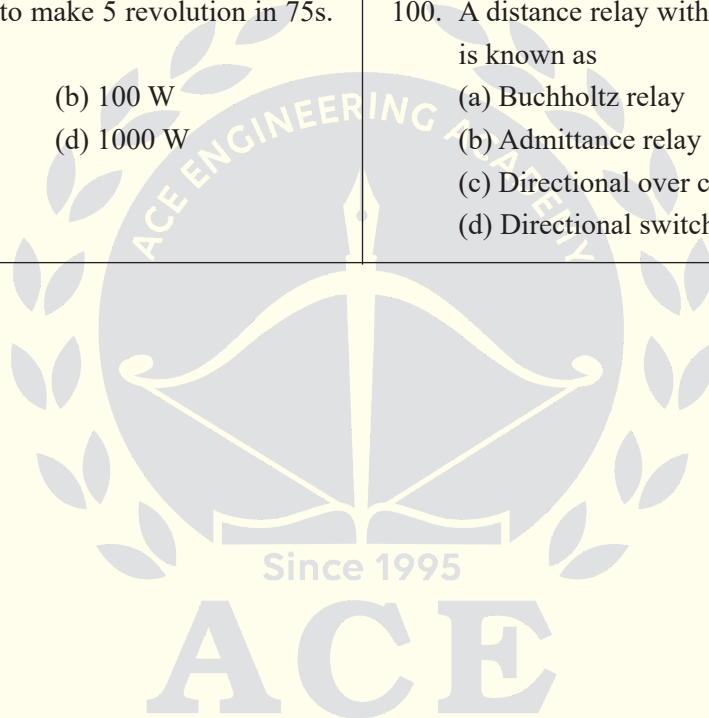 to make 5 revolution in 75s.
(b) 100 W
(d) 1000 W
100. A distance relay with
is known as
(a) Buchholtz relay
(b) Admittance relay
(c) Directional over c
(d) Directional switch
ACE ENGINEERING ACADEMY
Since 1995
ACE